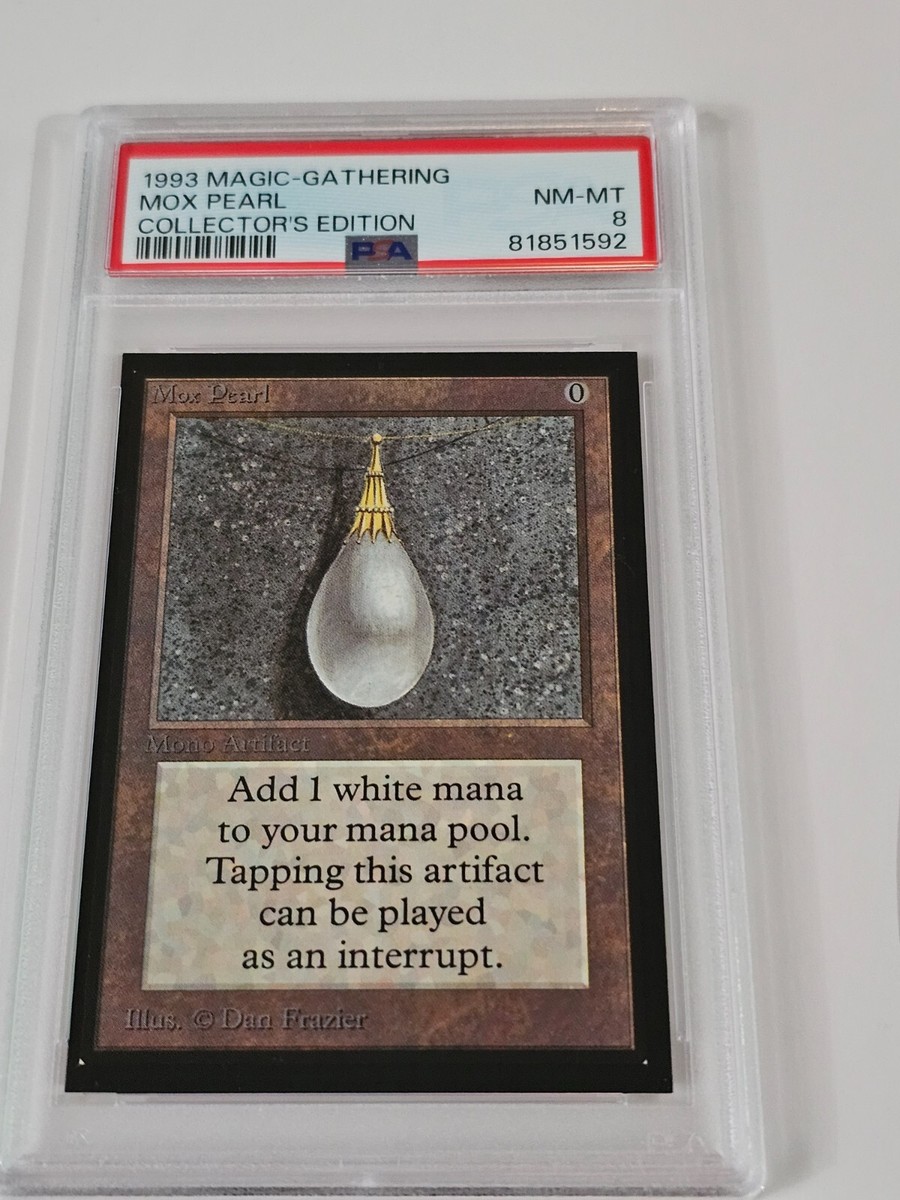 1993 MAGIC-GATHERING
MOX PEARL
NM-MT
COLLECTOR'S EDITION
8
PSA
81851592
Mox Pearl
0
Mono Artifact
Add 1 white mana
to your mana pool.
Tapping this artifact
can be played
as an interrupt.
Illus. © Dan Frazier